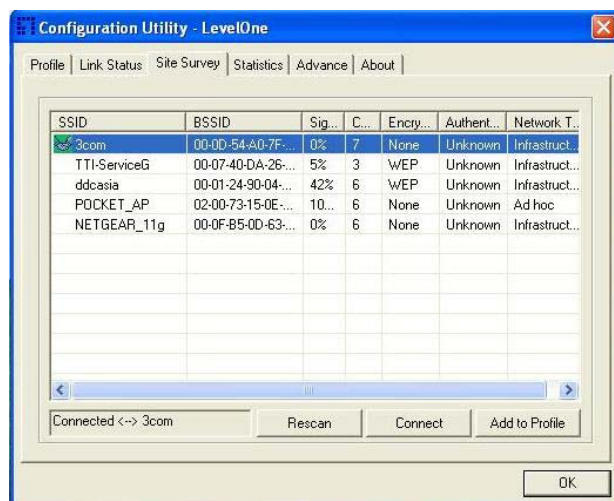 Configuration Utility - LevelOne
Profile Link Status Site Survey Statistics Advance About
SSID BSSID Sig... C... Encry... Authent... Network T...
3com 00-0D-54-A0-7F-... 0% 7 None Unknown Infrastruct...
TTI-ServiceG 00-07-40-DA-26-... 5% 3 WEP Unknown Infrastruct...
ddcasia 00-01-24-90-04-... 42% 6 WEP Unknown Infrastruct...
POCKET_AP 02-00-73-15-0E-... 10... 6 None Unknown Ad hoc
NETGEAR_11g 00-0F-B5-0D-63-... 0% 6 None Unknown Infrastruct...
Connected <--> 3com Rescan Connect Add to Profile
OK